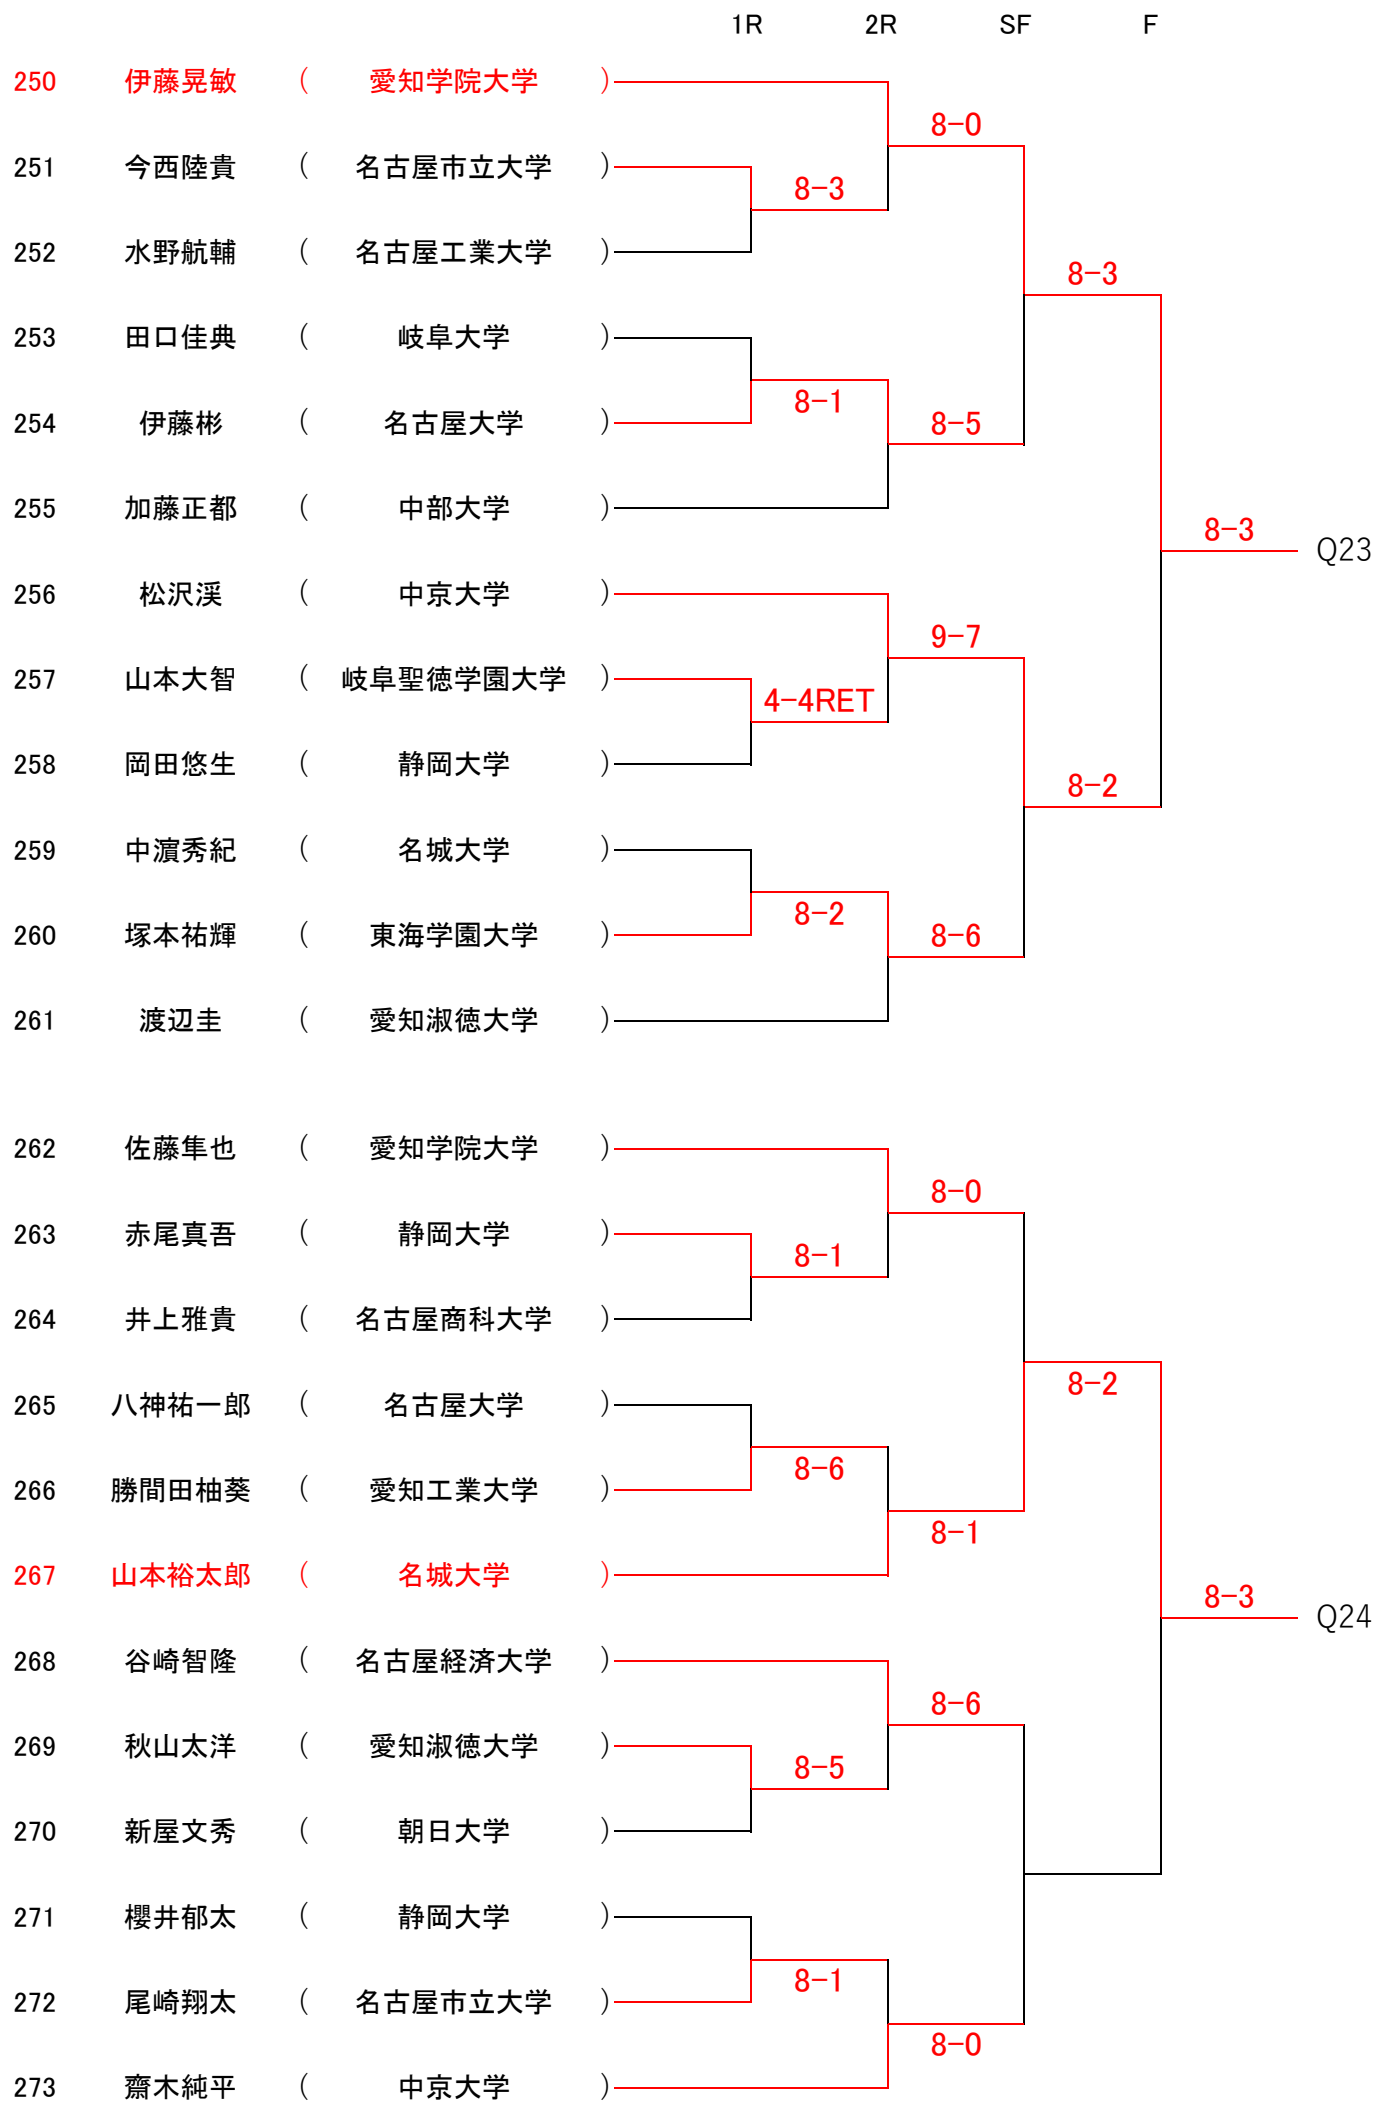 1R 2R SF F
250 伊藤晃敏 ( 愛知学院大学 )
8-0
251 今西陸貴 ( 名古屋市立大学 )
8-3
252 水野航輔 ( 名古屋工業大学 )
8-3
253 田口佳典 ( 岐阜大学 )
8-1
254 伊藤彬 ( 名古屋大学 ) 8-5
255 加藤正都 ( 中部大学 )
8-3
Q23
256 松沢渓 ( 中京大学 )
9-7
257 山本大智 ( 岐阜聖徳学園大学 )
4-4RET
258 岡田悠生 ( 静岡大学 )
8-2
259 中濵秀紀 ( 名城大学 )
8-2
260 塚本祐輝 ( 東海学園大学 ) 8-6
261 渡辺圭 ( 愛知淑徳大学 )
262 佐藤隼也 ( 愛知学院大学 )
8-0
263 赤尾真吾 ( 静岡大学 )
8-1
264 井上雅貴 ( 名古屋商科大学 )
8-2
265 八神祐一郎 ( 名古屋大学 )
8-6
266 勝間田柚葵 ( 愛知工業大学 )
8-1
267 山本裕太郎 ( 名城大学 )
8-3
Q24
268 谷崎智隆 ( 名古屋経済大学 )
8-6
269 秋山太洋 ( 愛知淑徳大学 )
8-5
270 新屋文秀 ( 朝日大学 )
271 櫻井郁太 ( 静岡大学 )
8-1
272 尾崎翔太 ( 名古屋市立大学 )
8-0
273 齋木純平 ( 中京大学 )